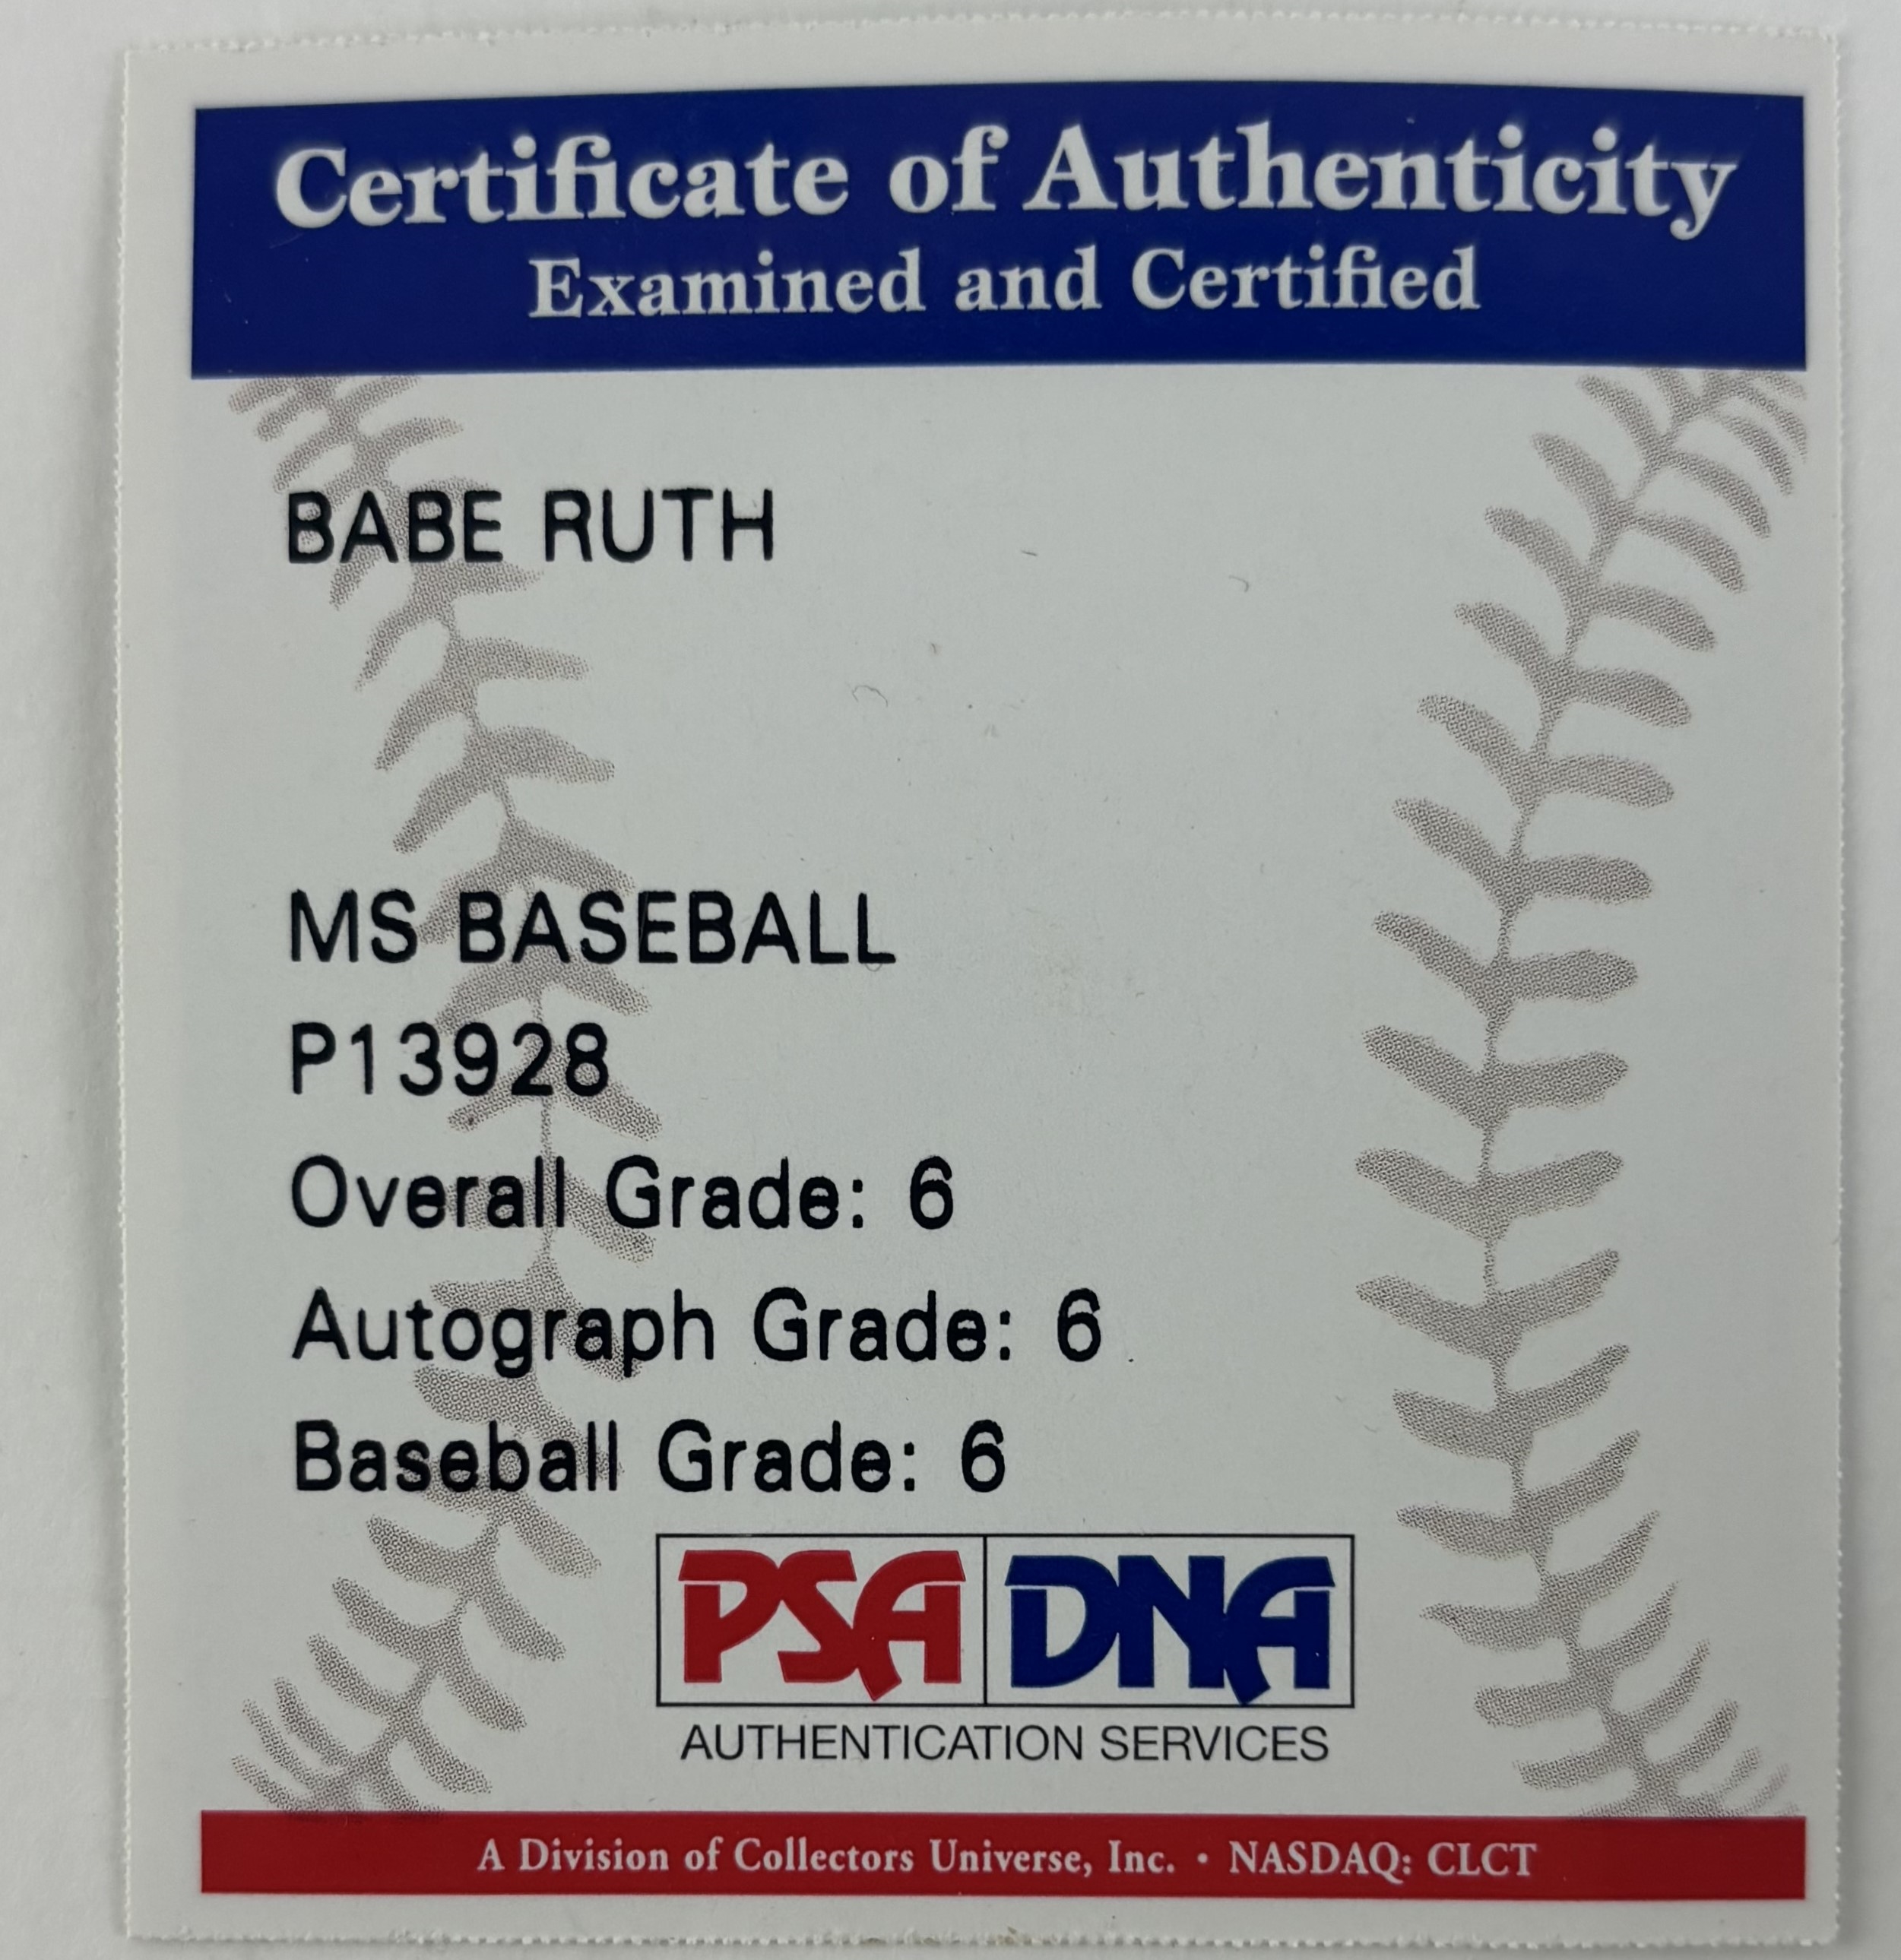 Certificate of Authenticity
Examined and Certified
BABE RUTH
MS BASEBALL
P13928
Overall Grade: 6
Autograph Grade: 6
Baseball Grade: 6
PSA DNA
AUTHENTICATION SERVICES
A Division of Collectors Universe, Inc. • NASDAQ: CLCT